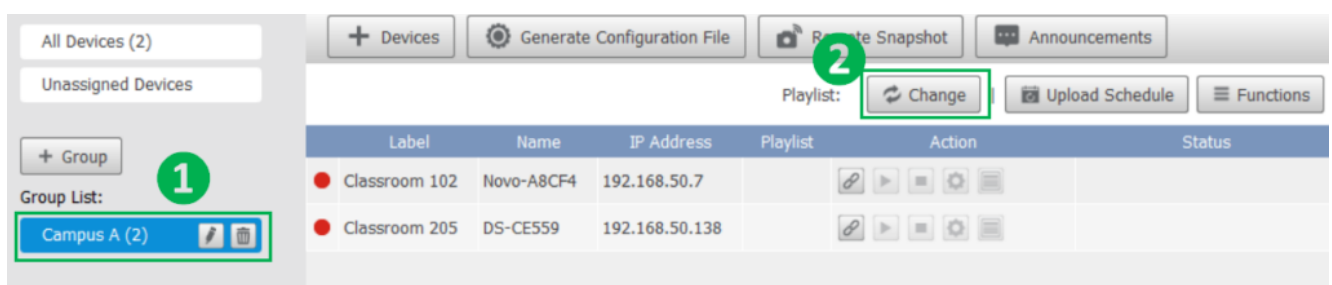 All Devices (2)
Unassigned Devices
+ Group
1
Group List:
Campus A (2)
+ Devices
Generate Configuration File
Snapshot
Announcements
2
Playlist:
Change
|
Upload Schedule
Functions
Label Name IP Address Playlist Action Status
Classroom 102 Novo-A8CF4 192.168.50.7
Classroom 205 DS-CE559 192.168.50.138